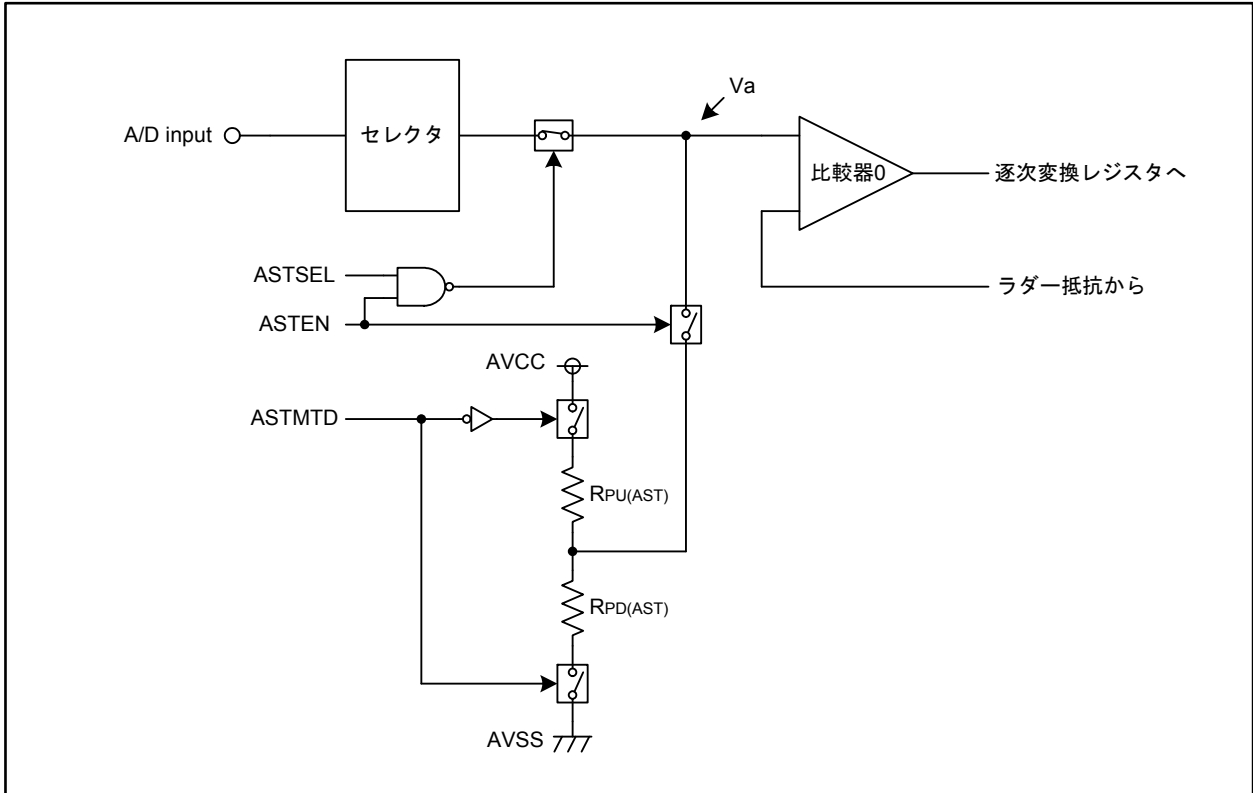 Va
A/D input
セレクタ
比較器0
逐次変換レジスタへ
ASTSEL
ラダー抵抗から
ASTEN
AVCC
ASTMTD
RPU(AST)
RPD(AST)
AVSS